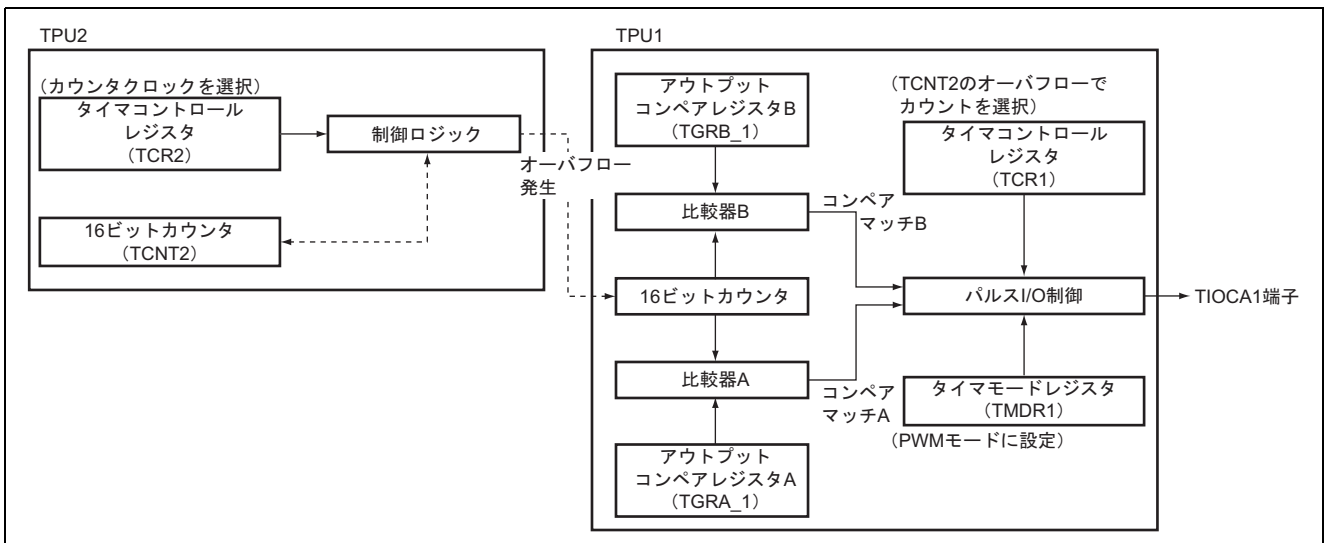 TPU2
（カウンタクロックを選択）
タイマコントロール
レジスタ
（TCR2）
制御ロジック
16ビットカウンタ
（TCNT2）
オーバフロー
発生
TPU1
アウトプット
コンペアレジスタB
（TGRB_1）
比較器B
16ビットカウンタ
比較器A
アウトプット
コンペアレジスタA
（TGRA_1）
コンペア
マッチB
コンペア
マッチA
（TCNT2のオーバフローで
カウントを選択）
タイマコントロール
レジスタ
（TCR1）
パルスI/O制御
タイマモードレジスタ
（TMDR1）
（PWMモードに設定）
TIOCA1端子